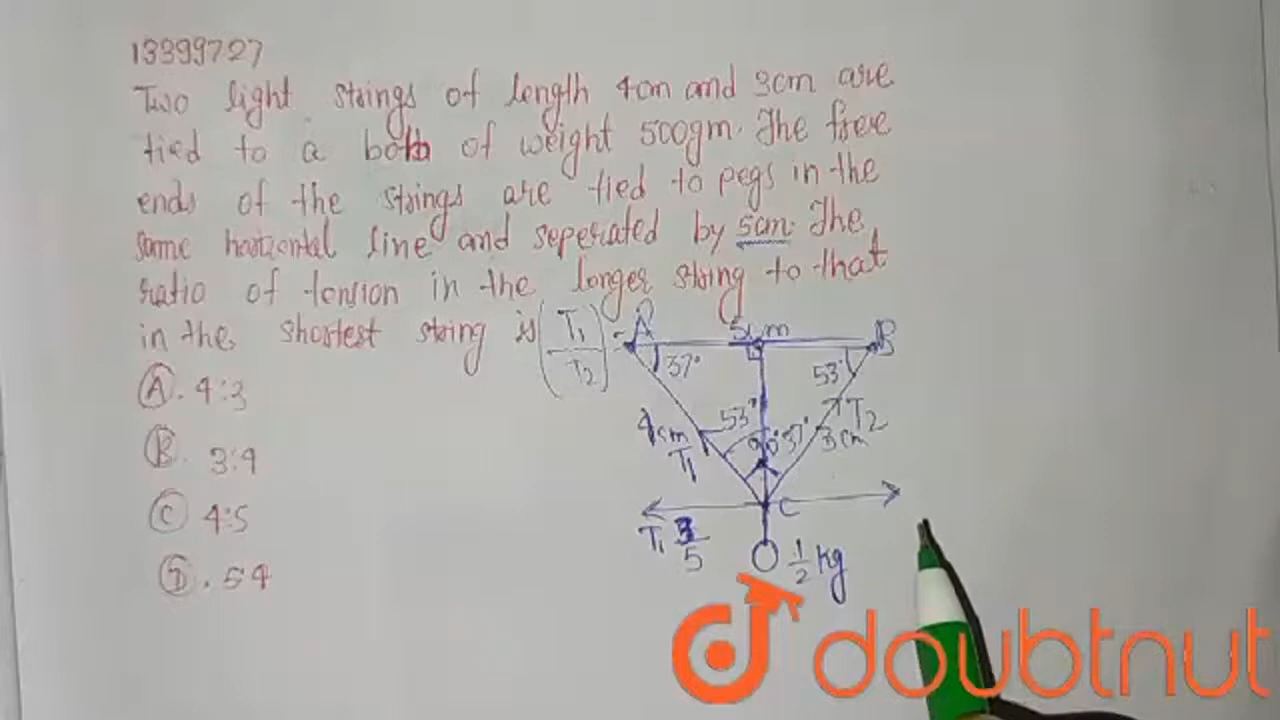 13399727
Two light strings of length 4cm and 3cm are
tied to a bob of weight 500gm. The free
ends of the strings are tied to pegs in the
same horizontal line and seperated by 5cm. The
ratio of tension in the longer string to that
in the shortest string is (T1/T2) =
A. 4:3
B. 3:4
C 4:5
D. 54
A 5cm B
37° 53°
53° 90° 37° T2
4cm 3cm
T1
C
T1 3/5
1/2 kg
doubtnut